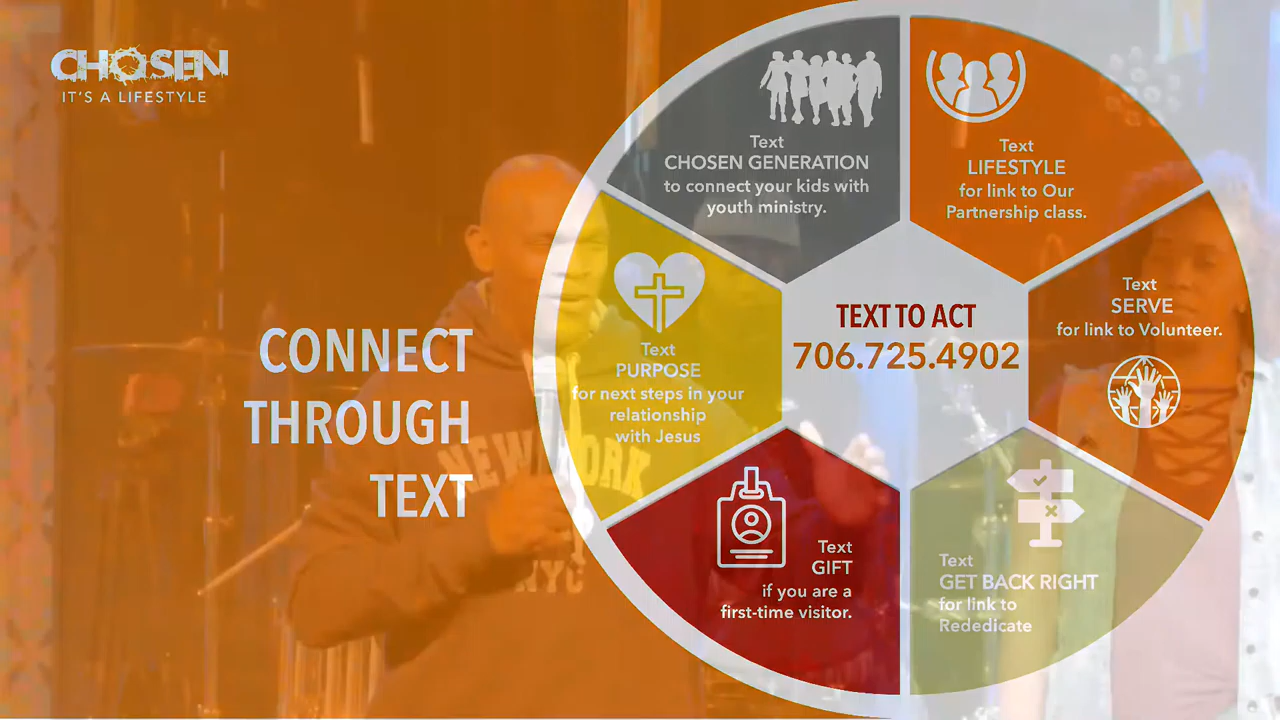 CHOSEN
IT'S A LIFESTYLE
CONNECT
THROUGH
TEXT
Text
CHOSEN GENERATION
to connect your kids with
youth ministry.
Text
LIFESTYLE
for link to Our
Partnership class.
Text
PURPOSE
for next steps in your
relationship
with Jesus
TEXT TO ACT
706.725.4902
Text
SERVE
for link to Volunteer.
Text
GIFT
if you are a
first-time visitor.
Text
GET BACK RIGHT
for link to
Rededicate
NEW YORK
NYC